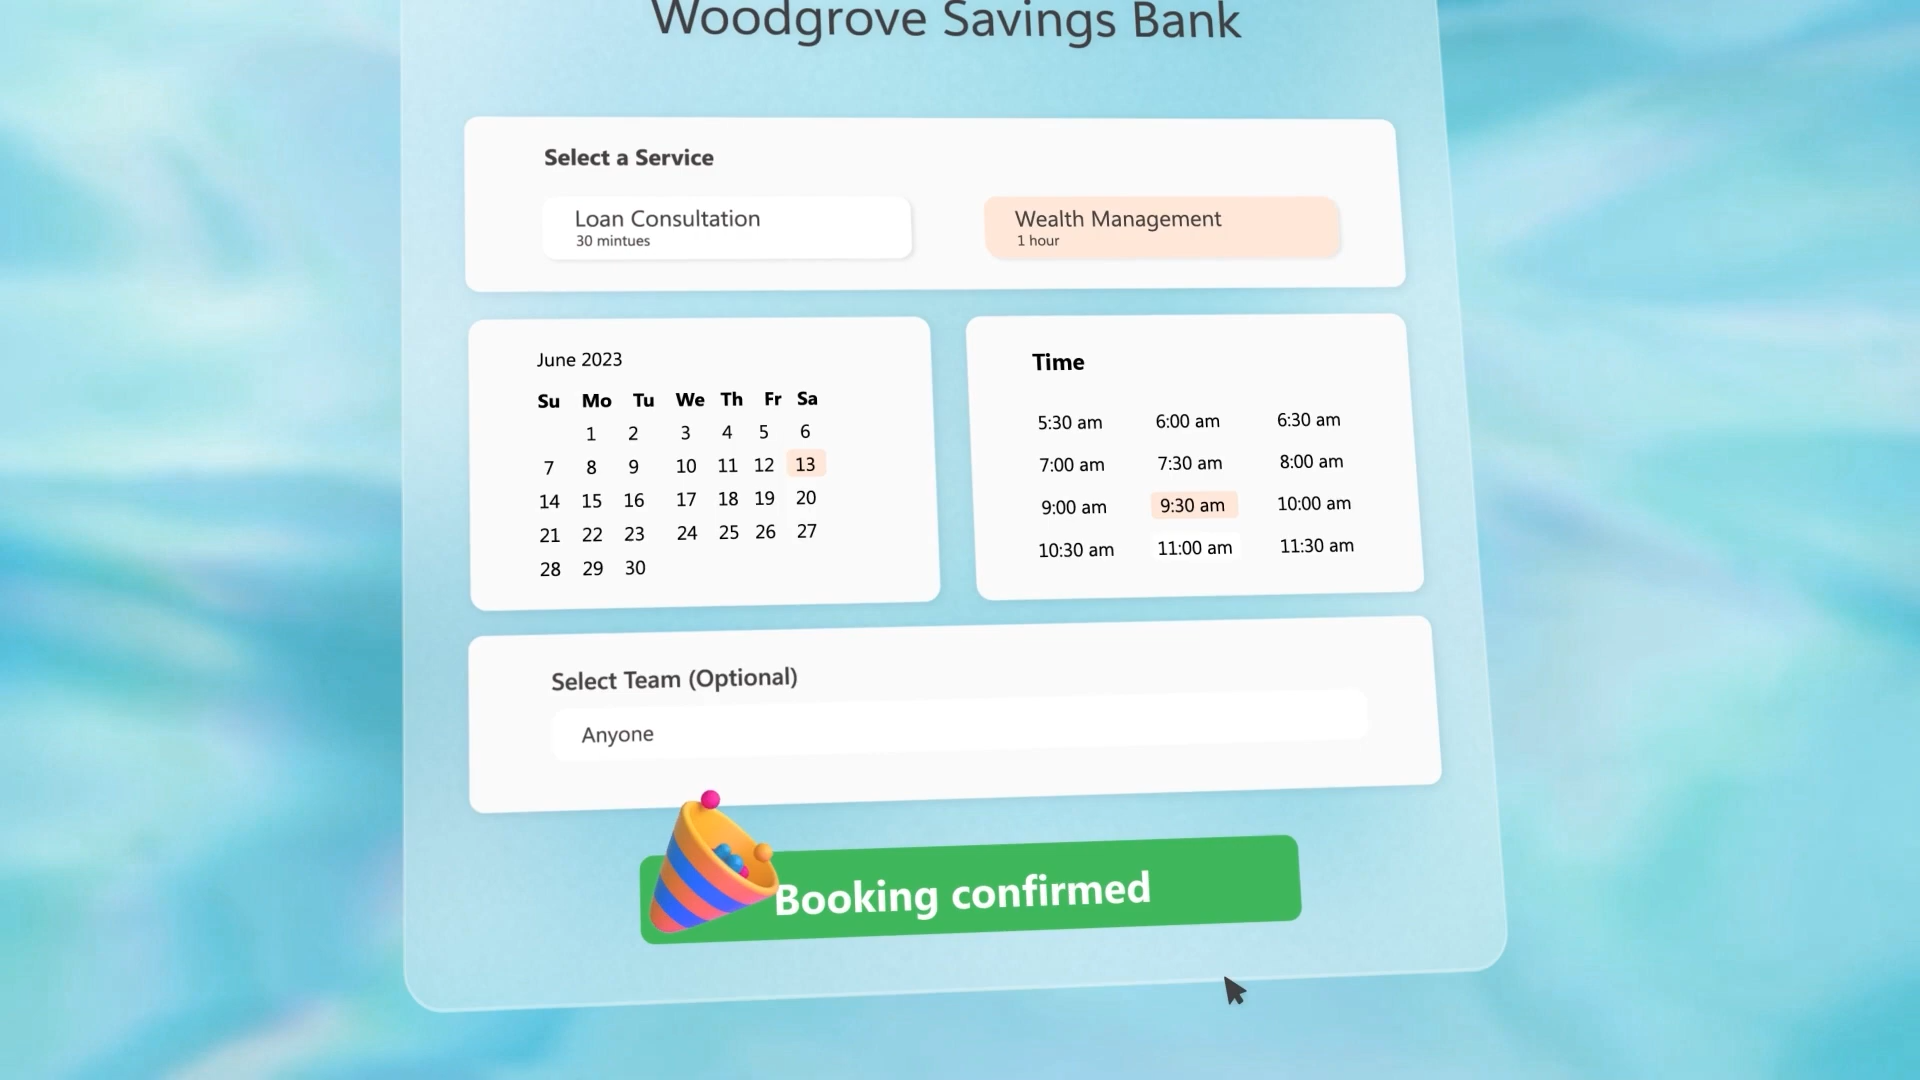 Woodgrove Savings Bank
Select a Service
Loan Consultation
30 mintues
Wealth Management
1 hour
June 2023
Su Mo Tu We Th Fr Sa
1 2 3 4 5 6
7 8 9 10 11 12 13
14 15 16 17 18 19 20
21 22 23 24 25 26 27
28 29 30
Time
5:30 am 6:00 am 6:30 am
7:00 am 7:30 am 8:00 am
9:00 am 9:30 am 10:00 am
10:30 am 11:00 am 11:30 am
Select Team (Optional)
Anyone
Booking confirmed